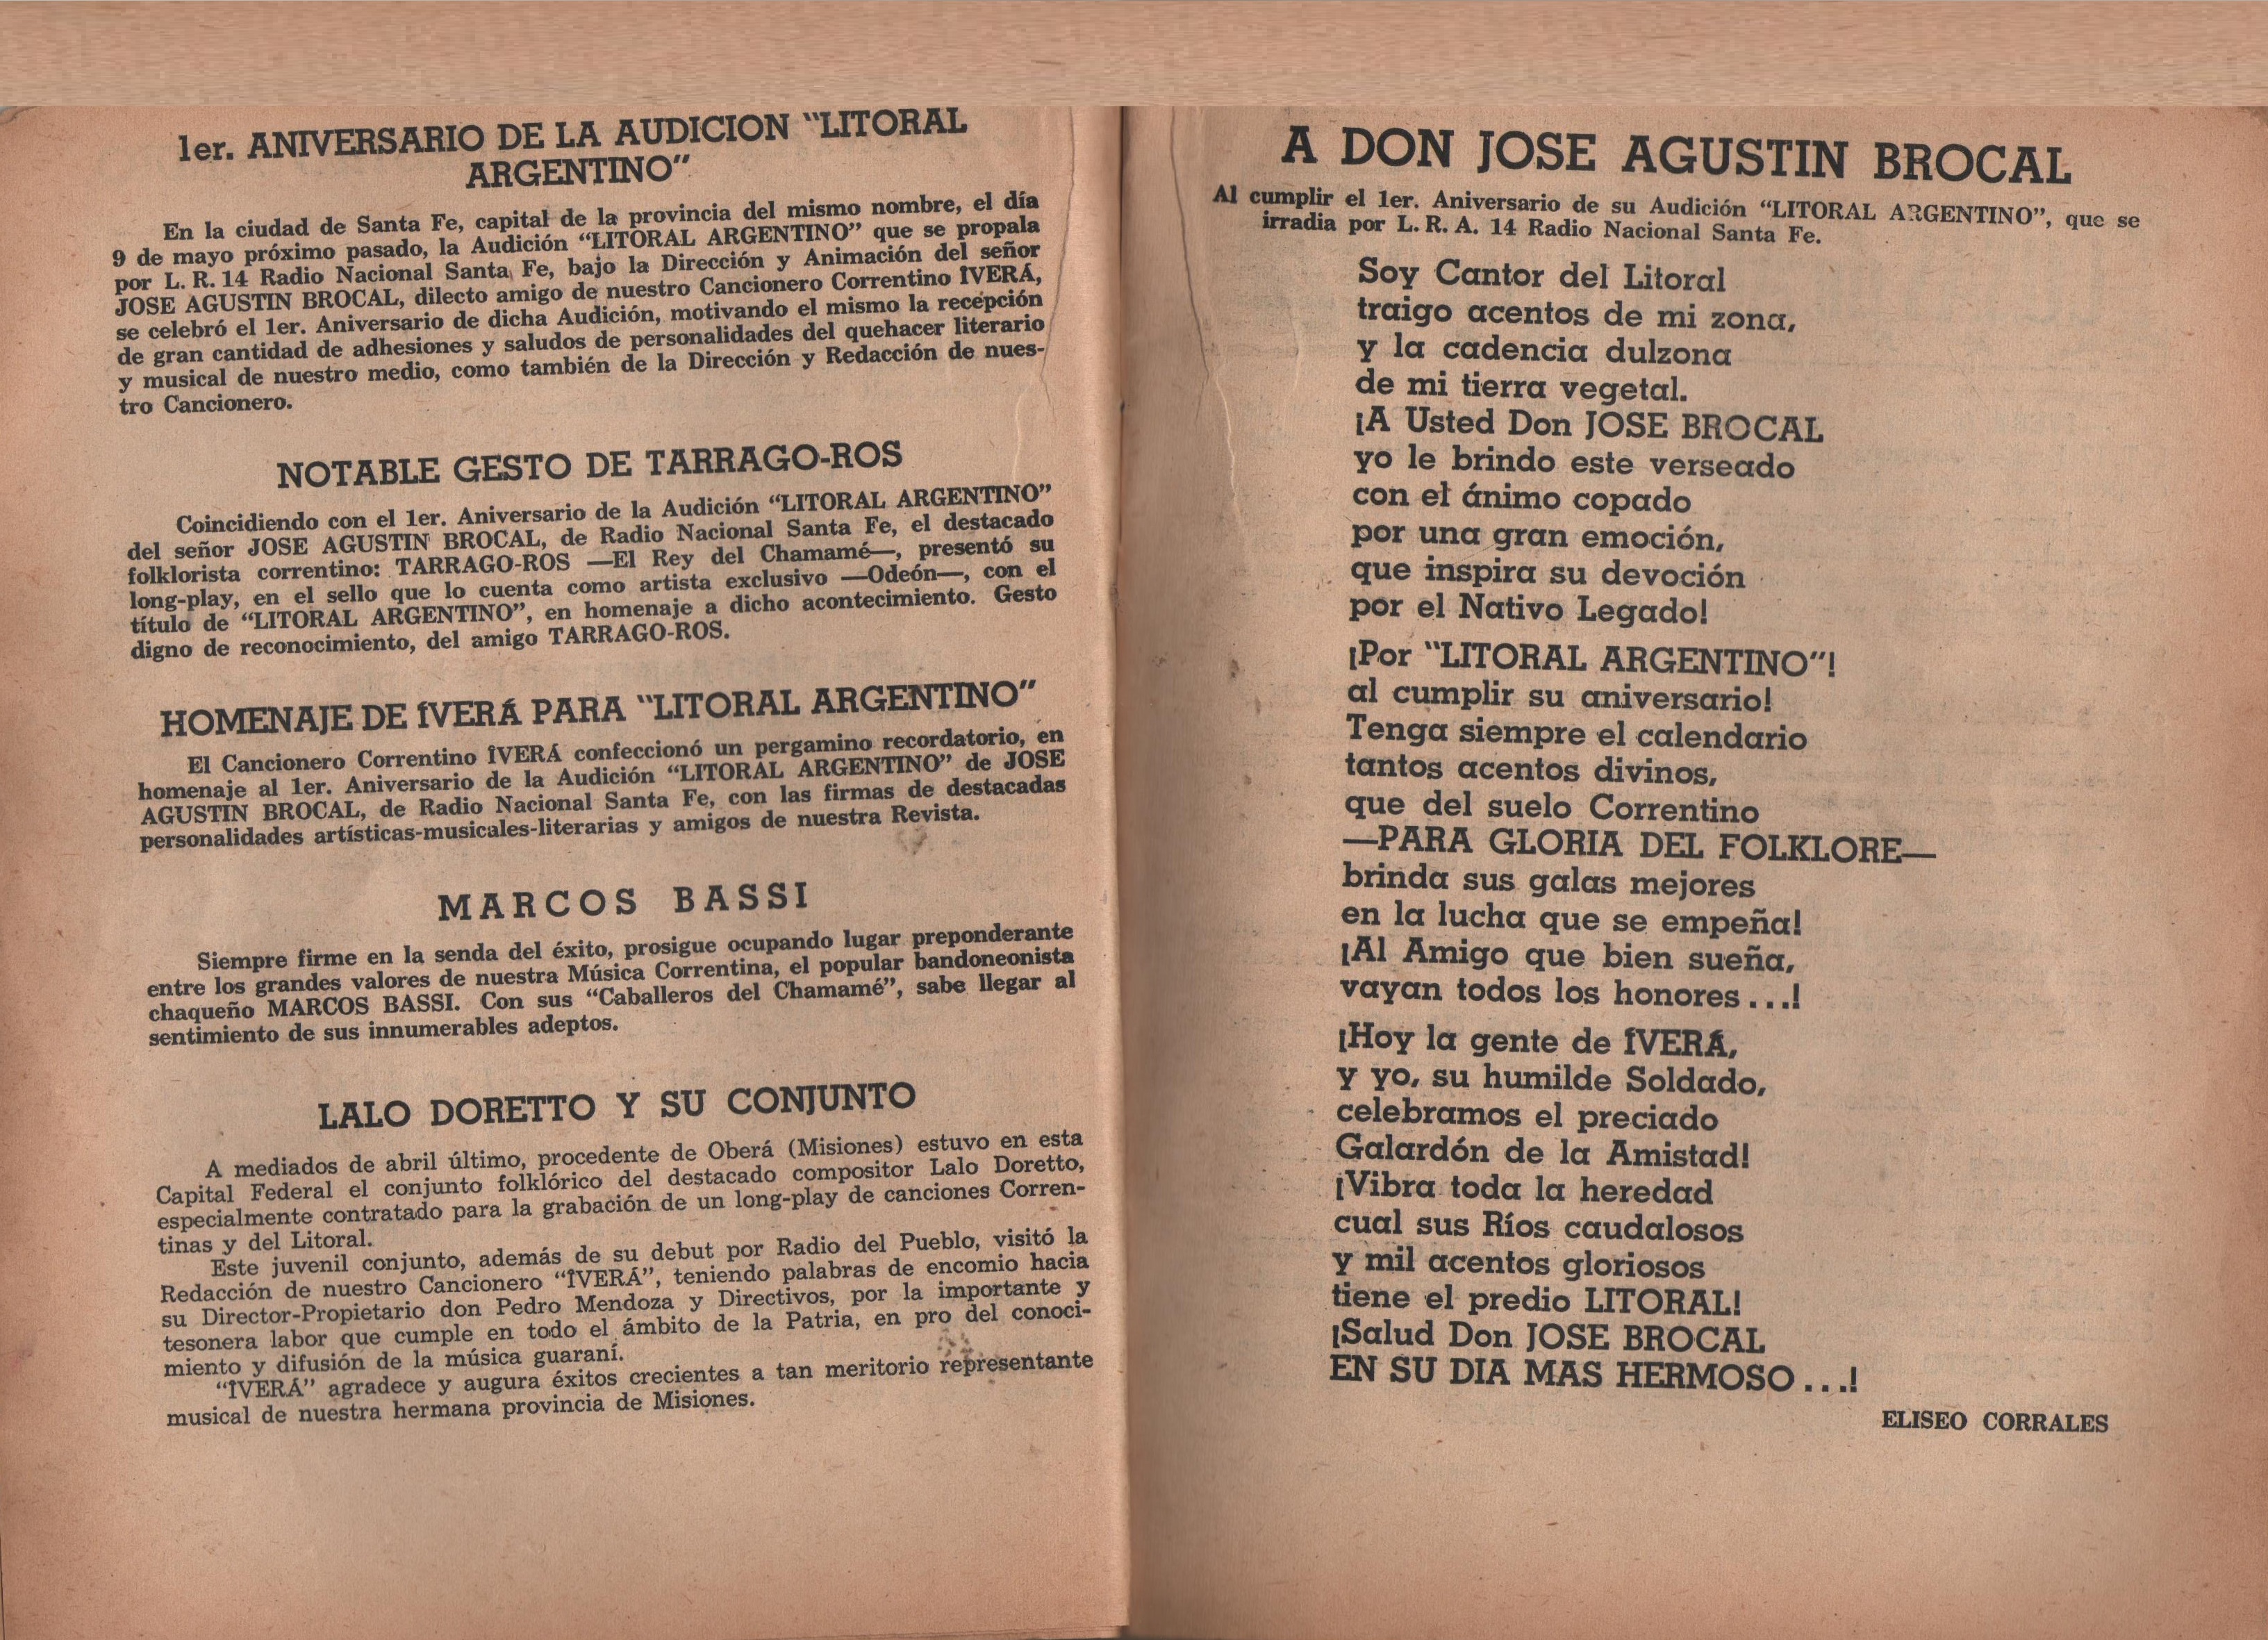 1er. ANIVERSARIO DE LA AUDICION "LITORAL
ARGENTINO"
En la ciudad de Santa Fe, capital de la provincia del mismo nombre, el día
9 de mayo próximo pasado, la Audición "LITORAL ARGENTINO" que se propala
por L. R. 14 Radio Nacional Santa Fe, bajo la Dirección y Animación del señor
JOSE AGUSTIN BROCAL, dilecto amigo de nuestro Cancionero Correntino ÎVERÁ,
se celebró el 1er. Aniversario de dicha Audición, motivando el mismo la recepción
de gran cantidad de adhesiones y saludos de personalidades del quehacer literario
y musical de nuestro medio, como también de la Dirección y Redacción de nues-
tro Cancionero.
NOTABLE GESTO DE TARRAGO-ROS
Coincidiendo con el 1er. Aniversario de la Audición "LITORAL ARGENTINO"
del señor JOSE AGUSTIN BROCAL, de Radio Nacional Santa Fe, el destacado
folklorista correntino: TARRAGO-ROS —El Rey del Chamamé—, presentó su
long-play, en el sello que lo cuenta como artista exclusivo —Odeón—, con el
título de "LITORAL ARGENTINO", en homenaje a dicho acontecimiento. Gesto
digno de reconocimiento, del amigo TARRAGO-ROS.
HOMENAJE DE ÎVERÁ PARA "LITORAL ARGENTINO"
El Cancionero Correntino ÎVERÁ confeccionó un pergamino recordatorio, en
homenaje al 1er. Aniversario de la Audición "LITORAL ARGENTINO" de JOSE
AGUSTIN BROCAL, de Radio Nacional Santa Fe, con las firmas de destacadas
personalidades artísticas-musicales-literarias y amigos de nuestra Revista.
MARCOS BASSI
Siempre firme en la senda del éxito, prosigue ocupando lugar preponderante
entre los grandes valores de nuestra Música Correntina, el popular bandoneonista
chaqueño MARCOS BASSI. Con sus "Caballeros del Chamamé", sabe llegar al
sentimiento de sus innumerables adeptos.
LALO DORETTO Y SU CONJUNTO
A mediados de abril último, procedente de Oberá (Misiones) estuvo en esta
Capital Federal el conjunto folklórico del destacado compositor Lalo Doretto,
especialmente contratado para la grabación de un long-play de canciones Corren-
tinas y del Litoral.
Este juvenil conjunto, además de su debut por Radio del Pueblo, visitó la
Redacción de nuestro Cancionero "ÎVERÁ", teniendo palabras de encomio hacia
su Director-Propietario don Pedro Mendoza y Directivos, por la importante y
tesonera labor que cumple en todo el ámbito de la Patria, en pro del conoci-
miento y difusión de la música guaraní.
"ÎVERÁ" agradece y augura éxitos crecientes a tan meritorio representante
musical de nuestra hermana provincia de Misiones.
A DON JOSE AGUSTIN BROCAL
Al cumplir el 1er. Aniversario de su Audición "LITORAL ARGENTINO", que se
irradia por L. R. A. 14 Radio Nacional Santa Fe.
Soy Cantor del Litoral
traigo acentos de mi zona,
y la cadencia dulzona
de mi tierra vegetal.
¡A Usted Don JOSE BROCAL
yo le brindo este verseado
con el ánimo copado
por una gran emoción,
que inspira su devoción
por el Nativo Legado!
¡Por "LITORAL ARGENTINO"!
al cumplir su aniversario!
Tenga siempre el calendario
tantos acentos divinos,
que del suelo Correntino
—PARA GLORIA DEL FOLKLORE—
brinda sus galas mejores
en la lucha que se empeña!
¡Al Amigo que bien sueña,
vayan todos los honores...!
¡Hoy la gente de ÎVERÁ,
y yo, su humilde Soldado,
celebramos el preciado
Galardón de la Amistad!
¡Vibra toda la heredad
cual sus Ríos caudalosos
y mil acentos gloriosos
tiene el predio LITORAL!
¡Salud Don JOSE BROCAL
EN SU DIA MAS HERMOSO...!
ELISEO CORRALES